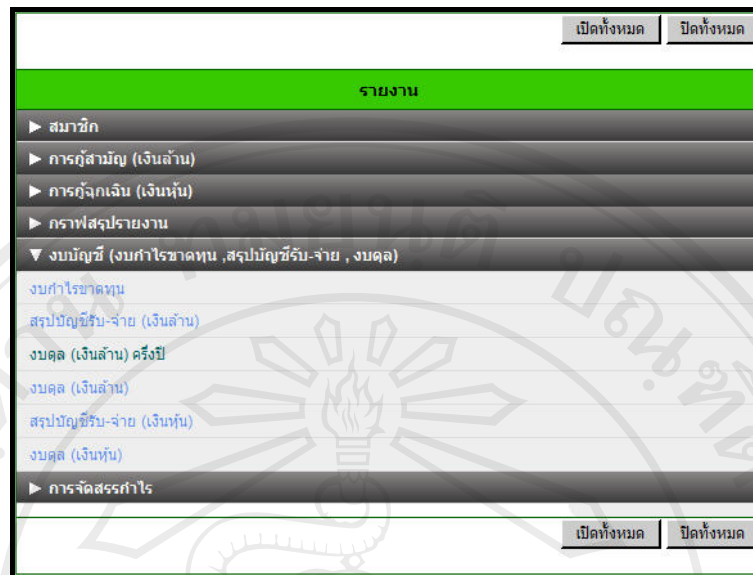 เปิดทั้งหมด ปิดทั้งหมด
รายงาน
▶ สมาชิก
▶ การกู้สามัญ (เงินล้าน)
▶ การกู้ฉุกเฉิน (เงินหุ้น)
▶ กราฟสรุปรายงาน
▼ งบบัญชี (งบกำไรขาดทุน ,สรุปบัญชีรับ-จ่าย , งบดุล)
งบกำไรขาดทุน
สรุปบัญชีรับ-จ่าย (เงินล้าน)
งบดุล (เงินล้าน) ครึ่งปี
งบดุล (เงินล้าน)
สรุปบัญชีรับ-จ่าย (เงินหุ้น)
งบดุล (เงินหุ้น)
▶ การจัดสรรกำไร
เปิดทั้งหมด ปิดทั้งหมด